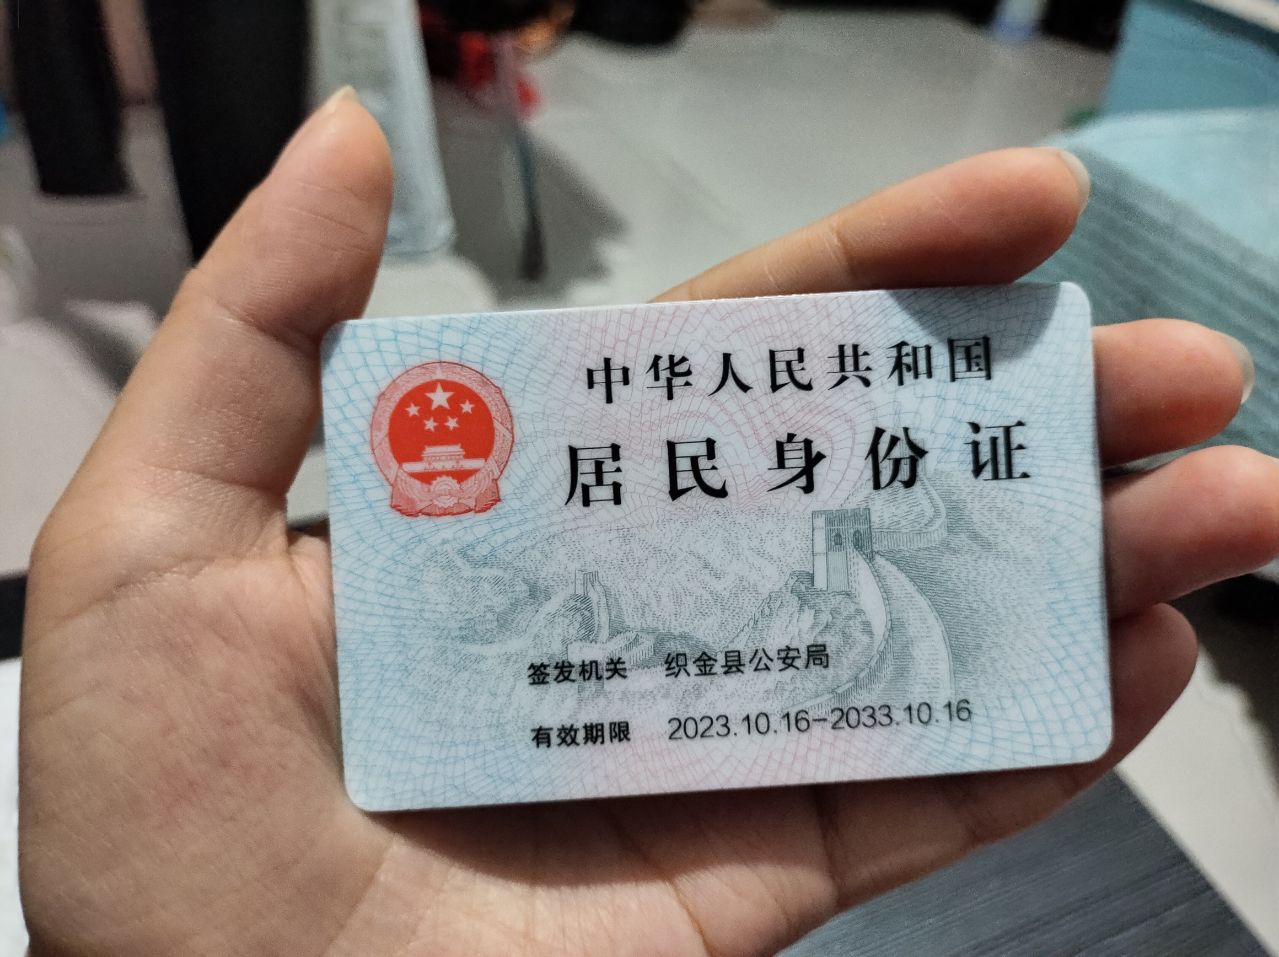 中华人民共和国
居民身份证
签发机关 织金县公安局
有效期限 2023.10.16-2033.10.16